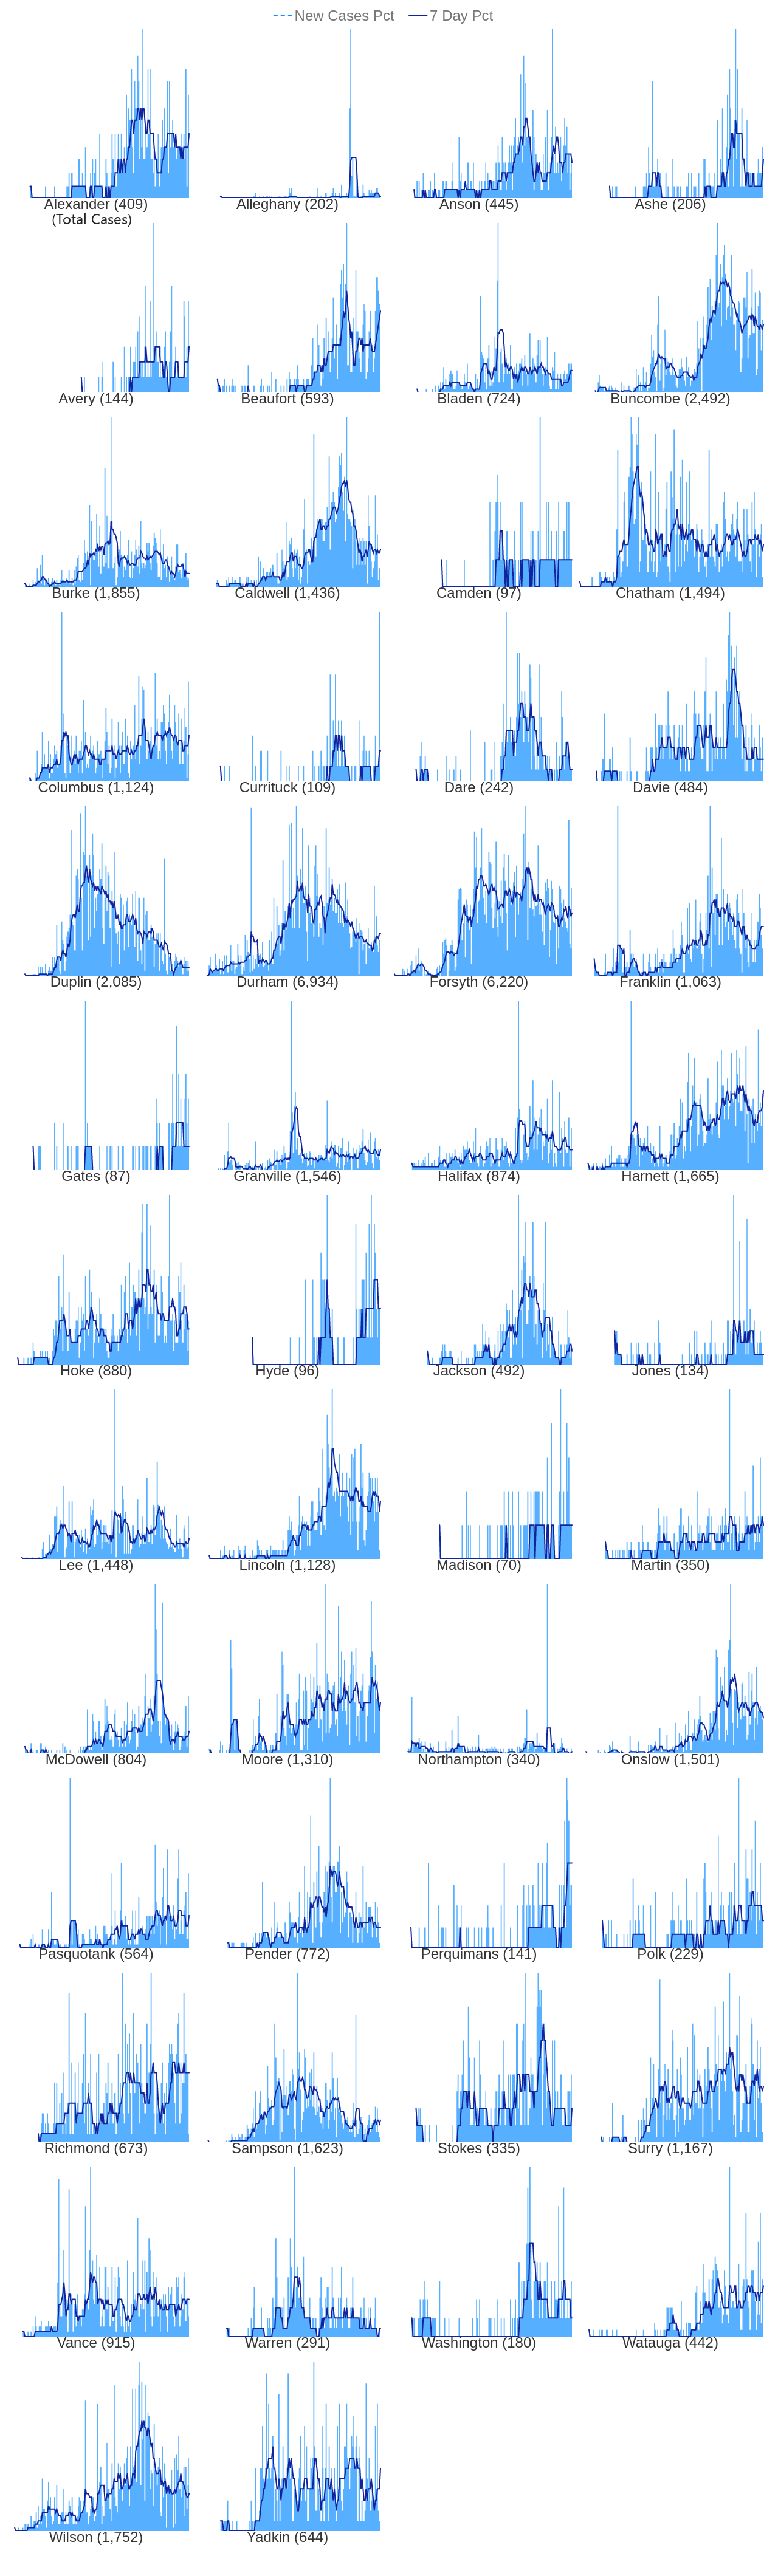 New Cases Pct 7 Day Pct
Alexander (409) Alleghany (202) Anson (445) Ashe (206)
(Total Cases)
Avery (144) Beaufort (593) Bladen (724) Buncombe (2,492)
Burke (1,855) Caldwell (1,436) Camden (97) Chatham (1,494)
Columbus (1,124) Currituck (109) Dare (242) Davie (484)
Duplin (2,085) Durham (6,934) Forsyth (6,220) Franklin (1,063)
Gates (87) Granville (1,546) Halifax (874) Harnett (1,665)
Hoke (880) Hyde (96) Jackson (492) Jones (134)
Lee (1,448) Lincoln (1,128) Madison (70) Martin (350)
McDowell (804) Moore (1,310) Northampton (340) Onslow (1,501)
Pasquotank (564) Pender (772) Perquimans (141) Polk (229)
Richmond (673) Sampson (1,623) Stokes (335) Surry (1,167)
Vance (915) Warren (291) Washington (180) Watauga (442)
Wilson (1,752) Yadkin (644)